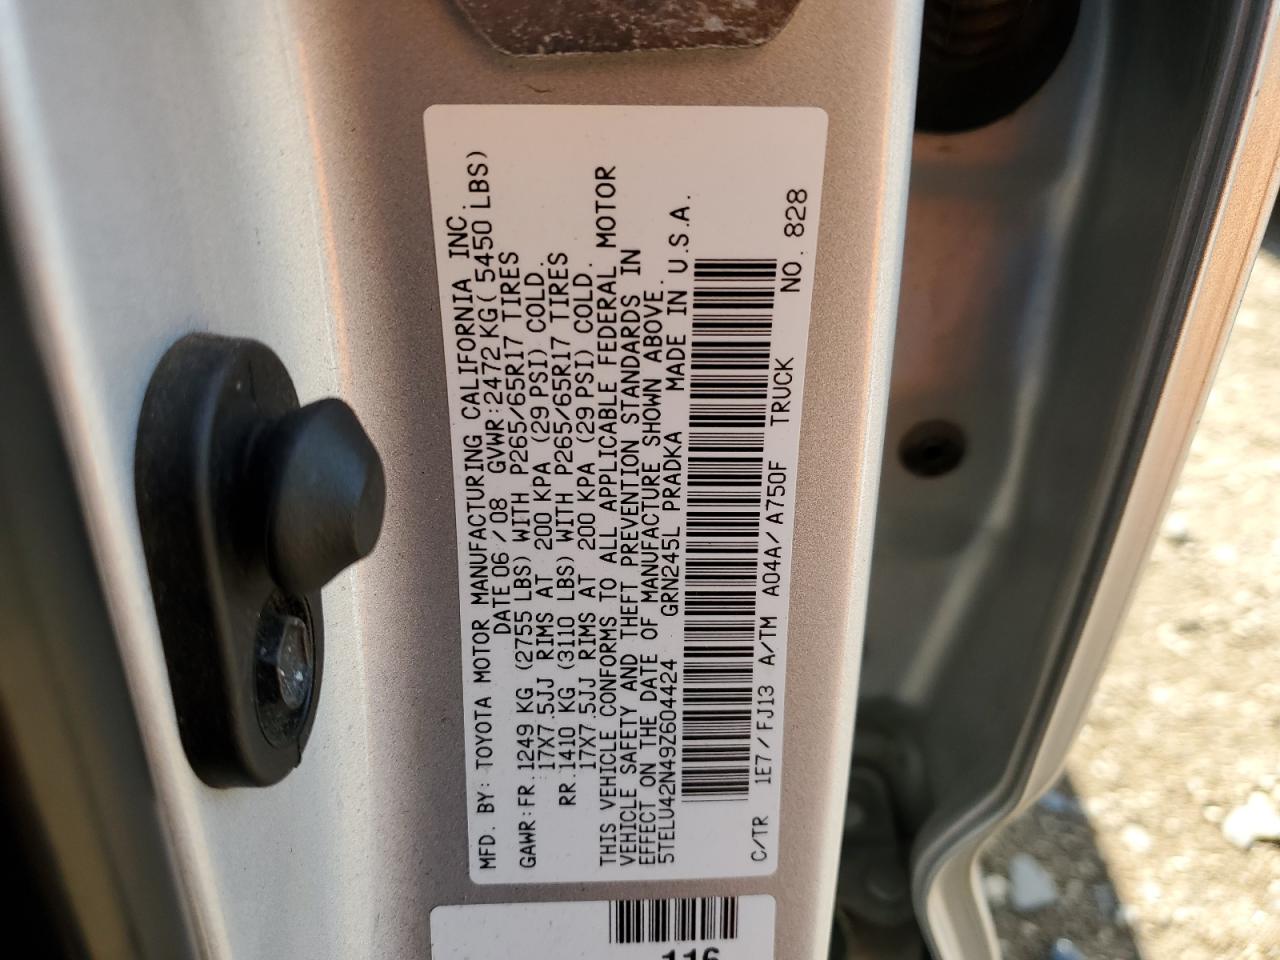 MFD. BY: TOYOTA MOTOR MANUFACTURING CALIFORNIA INC.
DATE 06/08 GVWR:2472 KG( 5450 LBS)
GAWR:FR.1249 KG (2755 LBS) WITH P265/65R17 TIRES
17X7.5JJ RIMS AT 200 KPA (29 PSI) COLD.
RR.1410 KG (3110 LBS) WITH P265/65R17 TIRES
17X7.5JJ RIMS AT 200 KPA (29 PSI) COLD.
THIS VEHICLE CONFORMS TO ALL APPLICABLE FEDERAL MOTOR
VEHICLE SAFETY AND THEFT PREVENTION STANDARDS IN
EFFECT ON THE DATE OF MANUFACTURE SHOWN ABOVE.
5TELU42N49Z604424 GRN245L PRADKA MADE IN U.S.A.
C/TR 1E7/FJ13 A/TM A04A/A750F TRUCK NO. 828
116